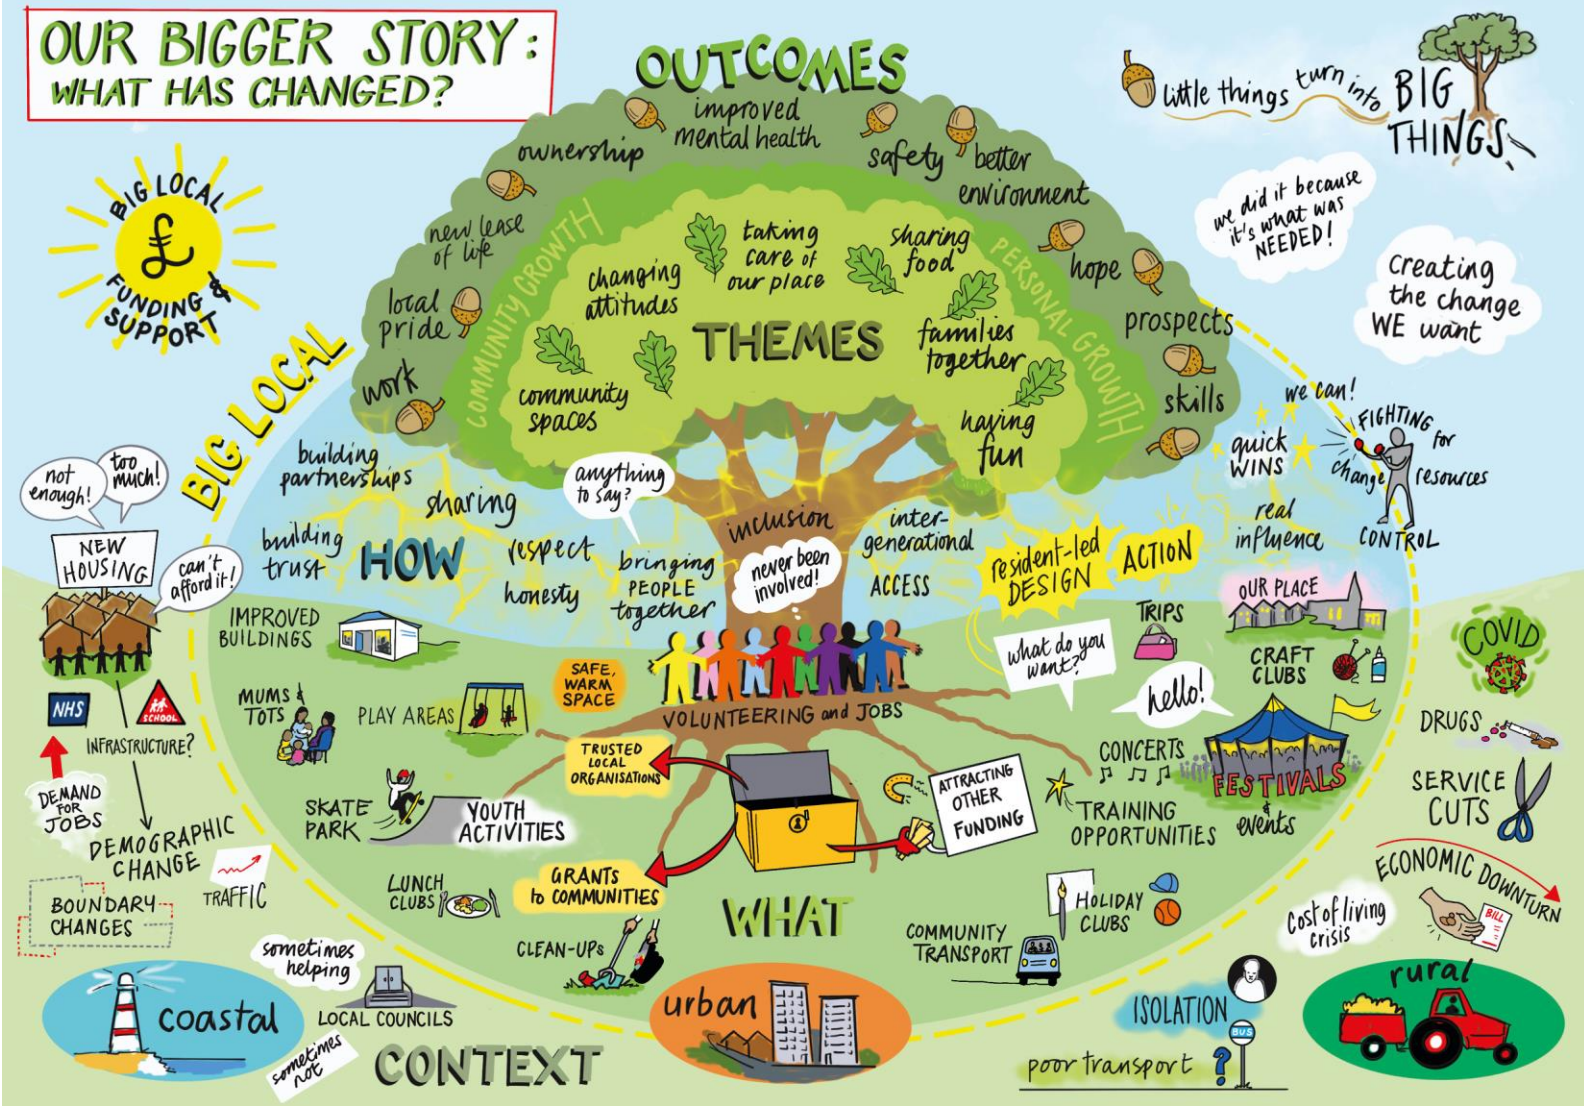 OUR BIGGER STORY:
WHAT HAS CHANGED?
OUTCOMES
little things turn into
BIG
THINGS
BIG LOCAL
£
FUNDING &
SUPPORT
ownership
improved
mental health
safety
better
environment
new lease
of life
local
pride
work
hope
prospects
skills
COMMUNITY GROWTH
PERSONAL GROWTH
changing
attitudes
taking
care of
our place
sharing
food
THEMES
families
together
community
spaces
having
fun
we did it because
it's what was
NEEDED!
creating
the change
WE want
BIG LOCAL
building
partnerships
sharing
building
trust
HOW
respect
honesty
anything
to say?
bringing
PEOPLE
together
inclusion
never been
involved!
inter-
generational
ACCESS
resident-led
DESIGN
ACTION
quick
WINS
real
influence
we can!
FIGHTING for
change
resources
CONTROL
not
enough!
too
much!
NEW
HOUSING
can't
afford it!
NHS
SCHOOL
INFRASTRUCTURE?
DEMAND
FOR
JOBS
DEMOGRAPHIC
CHANGE
TRAFFIC
BOUNDARY
CHANGES
IMPROVED
BUILDINGS
MUMS &
TOTS
PLAY AREAS
SAFE,
WARM
SPACE
VOLUNTEERING and JOBS
TRUSTED
LOCAL
ORGANISATIONS
SKATE
PARK
YOUTH
ACTIVITIES
LUNCH
CLUBS
GRANTS
to COMMUNITIES
CLEAN-UPS
WHAT
ATTRACTING
OTHER
FUNDING
what do you
want?
hello!
TRIPS
OUR PLACE
CRAFT
CLUBS
CONCERTS
FESTIVALS
&
events
TRAINING
OPPORTUNITIES
HOLIDAY
CLUBS
COMMUNITY
TRANSPORT
COVID
DRUGS
SERVICE
CUTS
ECONOMIC DOWNTURN
BILL
cost of living
crisis
coastal
sometimes
helping
LOCAL COUNCILS
sometimes
not
CONTEXT
urban
ISOLATION
BUS
poor transport ?
rural